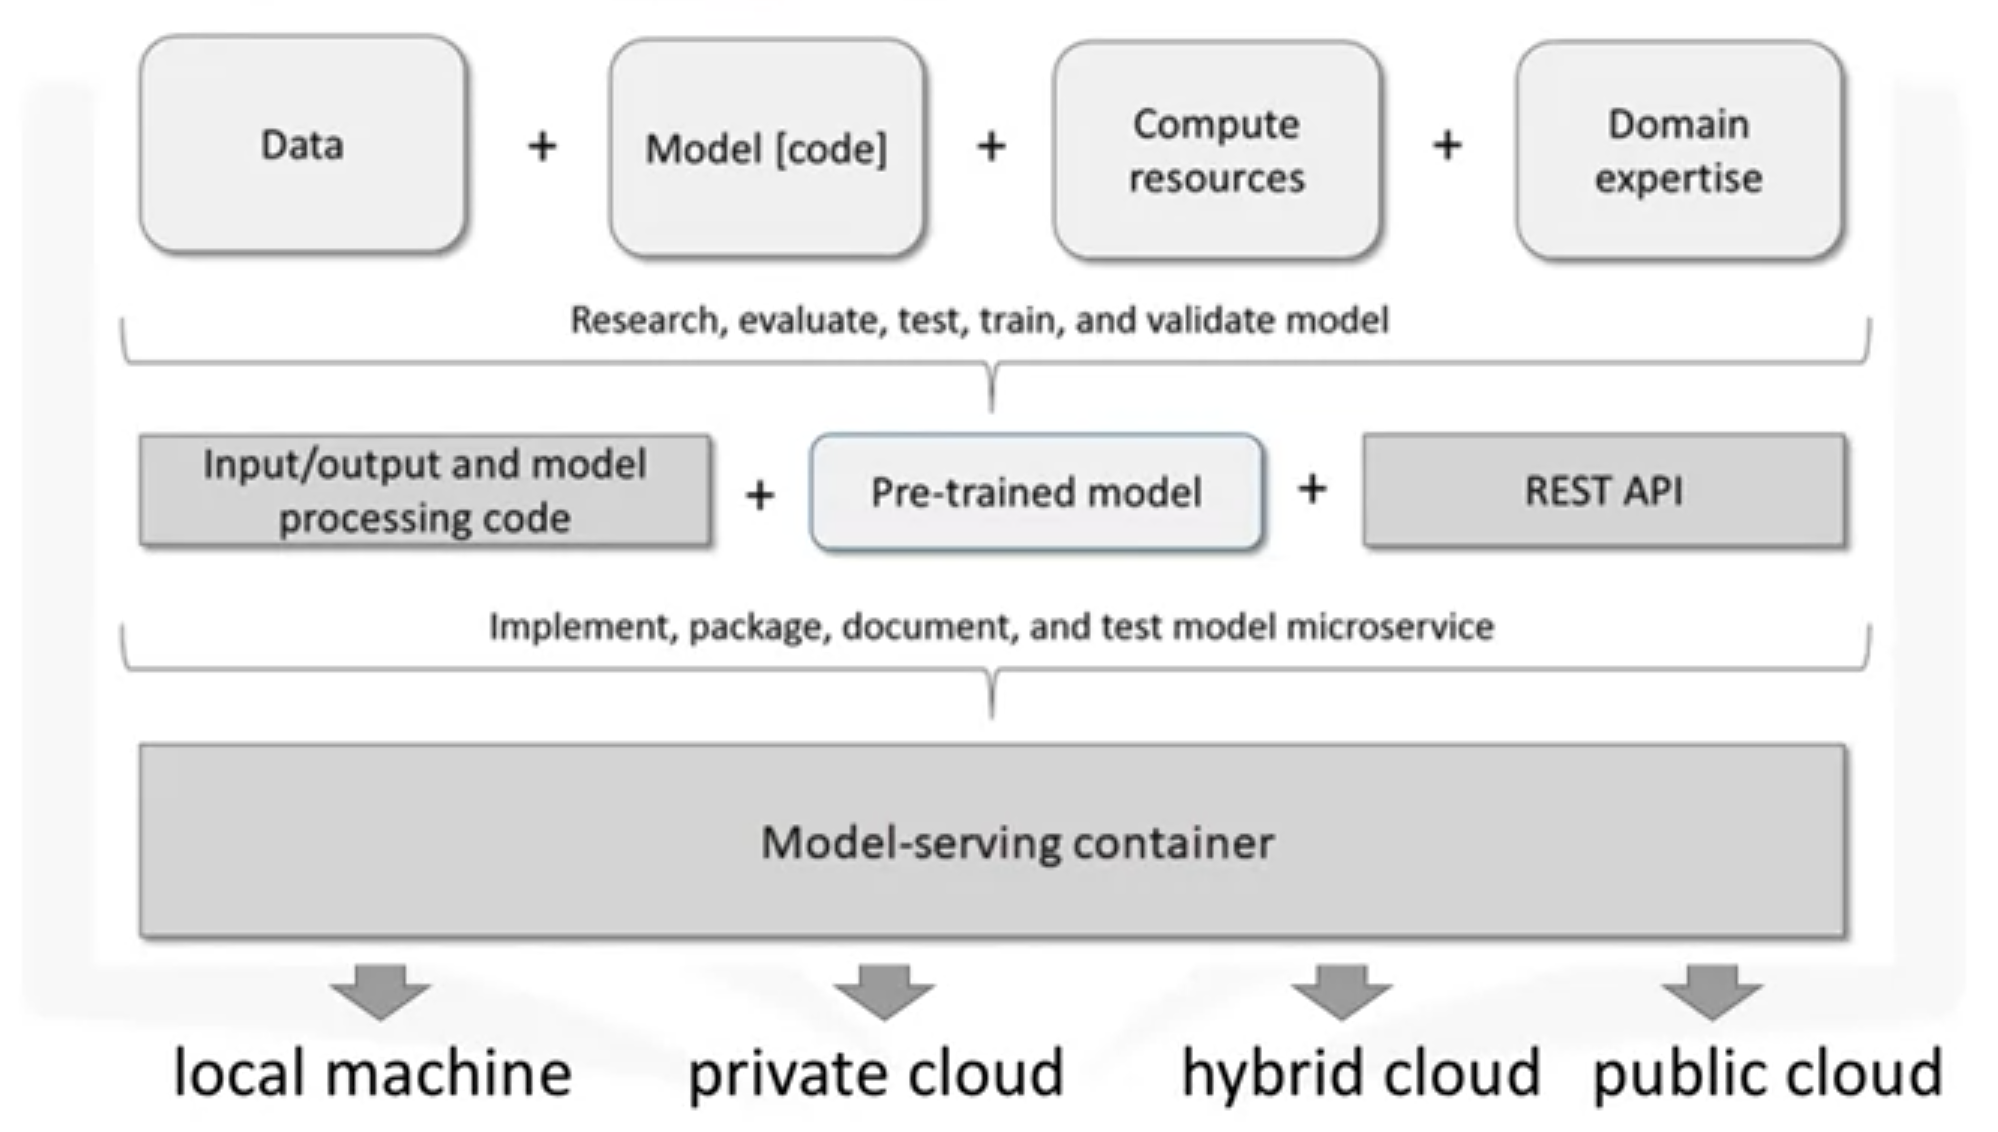 Data
+
Model [code]
+
Compute
resources
+
Domain
expertise
Research, evaluate, test, train, and validate model
Input/output and model
processing code
+
Pre-trained model
+
REST API
Implement, package, document, and test model microservice
Model-serving container
local machine
private cloud
hybrid cloud
public cloud